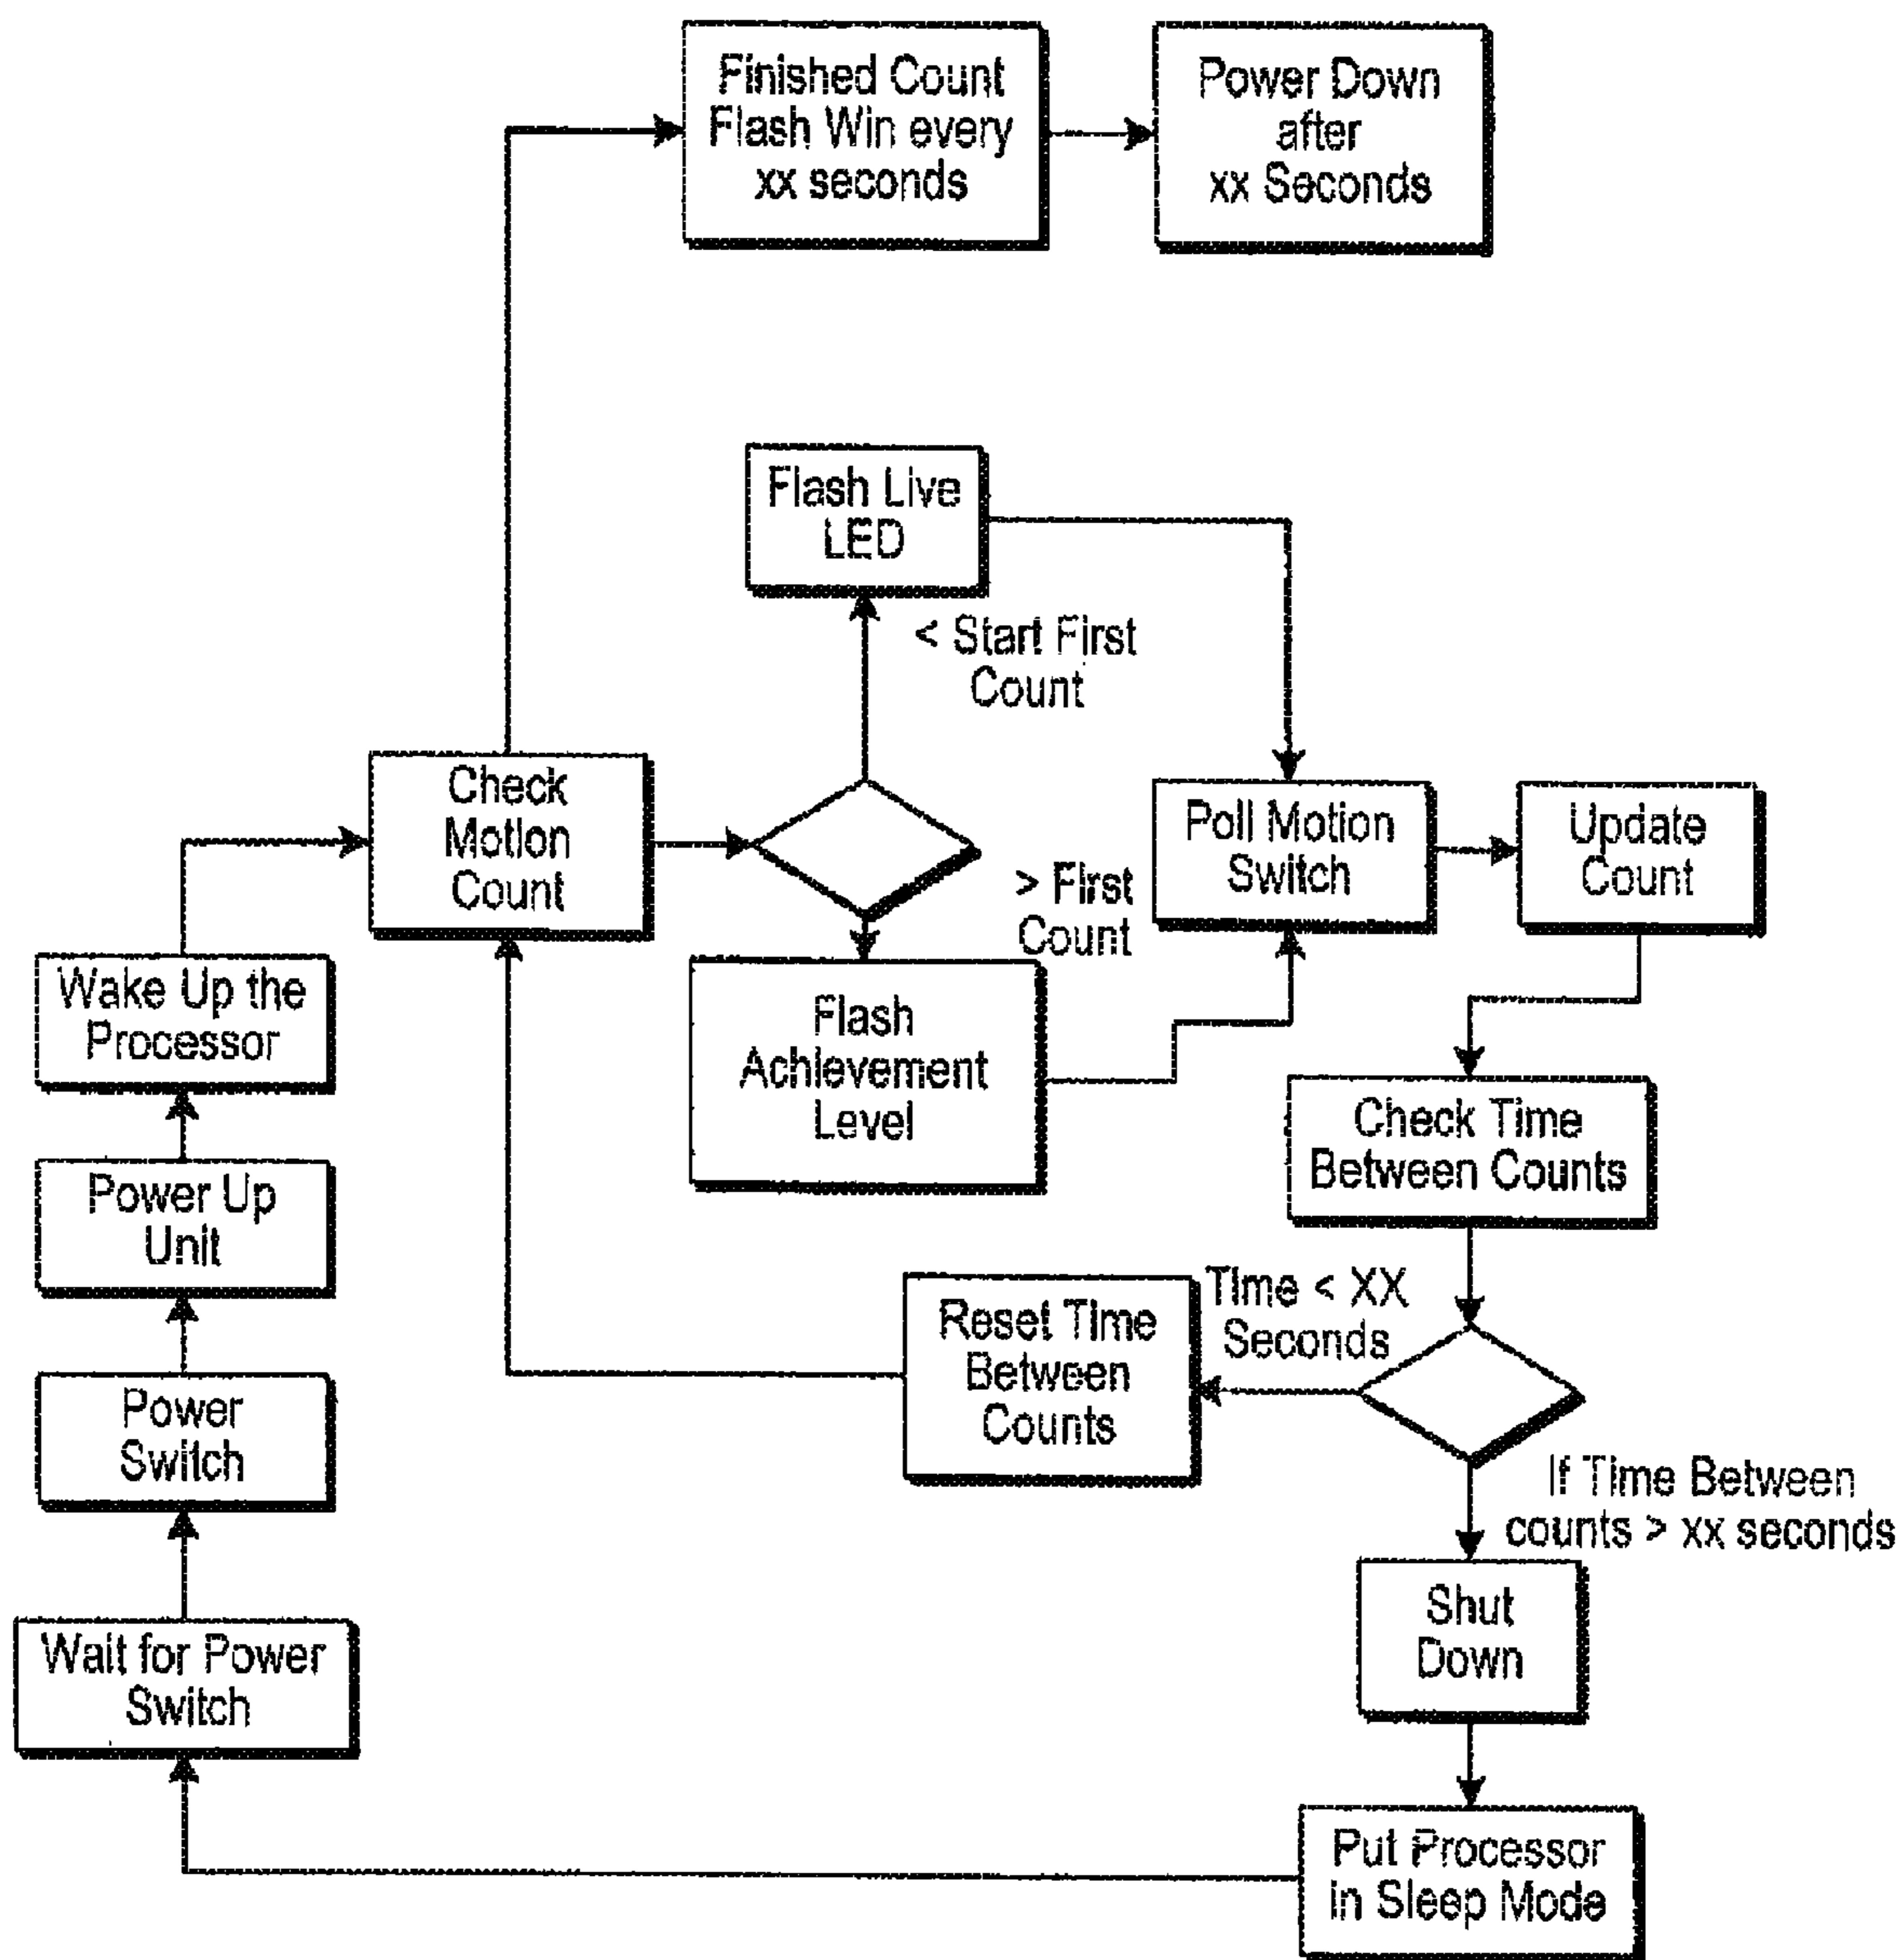 Finished Count
Flash Win every
xx seconds
Power Down
after
xx Seconds
Flash Live
LED
< Start First
Count
Check
Motion
Count
> First
Count
Poll Motion
Switch
Update
Count
Wake Up the
Processor
Flash
Achievement
Level
Check Time
Between Counts
Power Up
Unit
Reset Time
Between
Counts
Time < XX
Seconds
Power
Switch
If Time Between
counts > xx seconds
Shut
Down
Wait for Power
Switch
Put Processor
in Sleep Mode